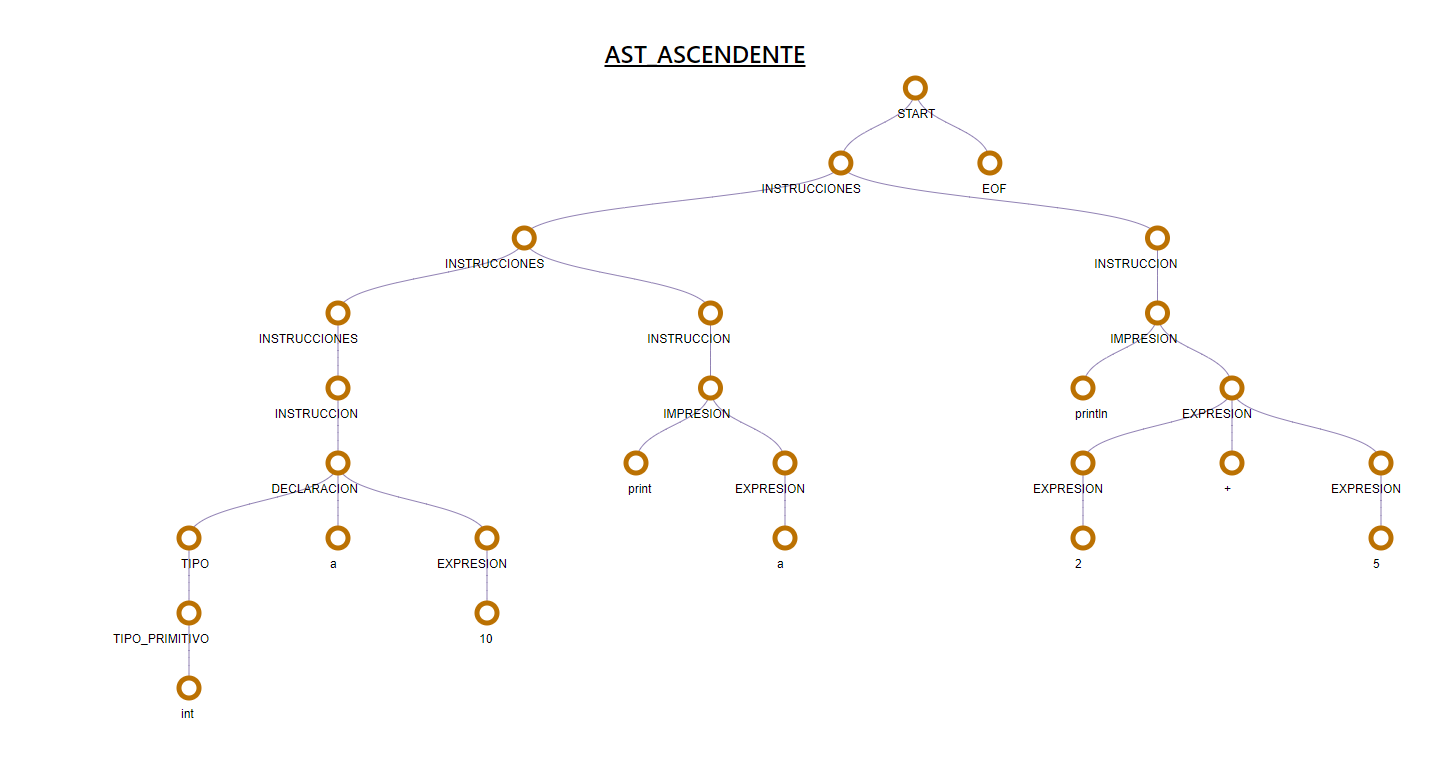 AST_ASCENDENTE
START
INSTRUCCIONES EOF
INSTRUCCIONES INSTRUCCION
INSTRUCCIONES INSTRUCCION IMPRESION
INSTRUCCION IMPRESION println EXPRESION
DECLARACION print EXPRESION EXPRESION + EXPRESION
TIPO a EXPRESION a 2 5
TIPO_PRIMITIVO 10
int